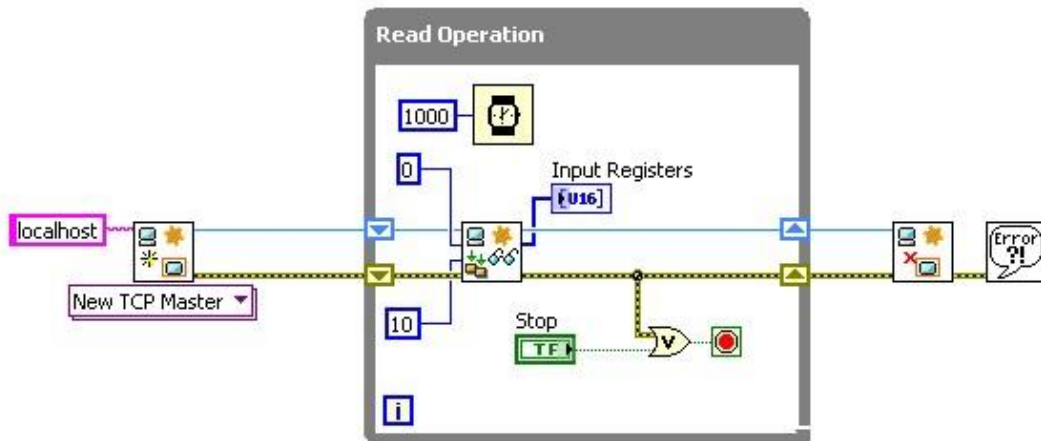 Read Operation
1000
0
Input Registers
[U16]
localhost
Error
?!
New TCP Master
10
Stop
TF
V
i